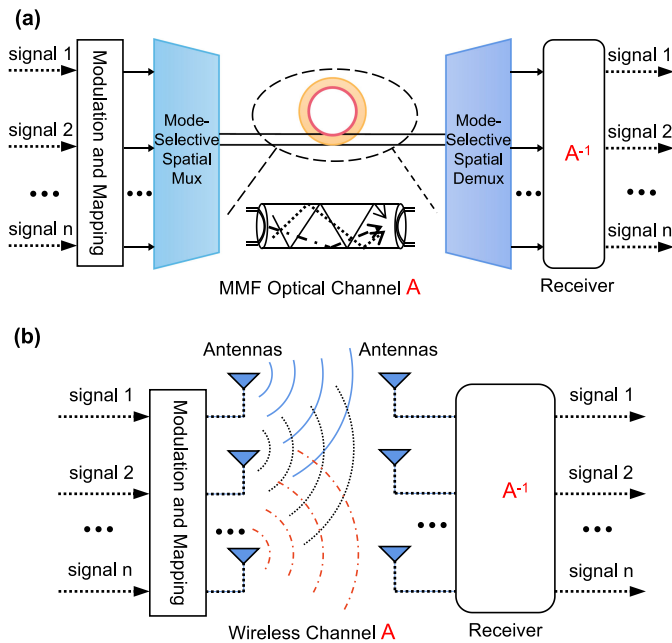 (a)
signal 1
signal 2
signal n
Modulation and Mapping
Mode-
Selective
Spatial
Mux
Mode-
Selective
Spatial
Demux
A-1
signal 1
signal 2
signal n
MMF Optical Channel A
Receiver
(b)
Antennas
Antennas
signal 1
signal 2
signal n
Modulation and Mapping
A-1
signal 1
signal 2
signal n
Wireless Channel A
Receiver